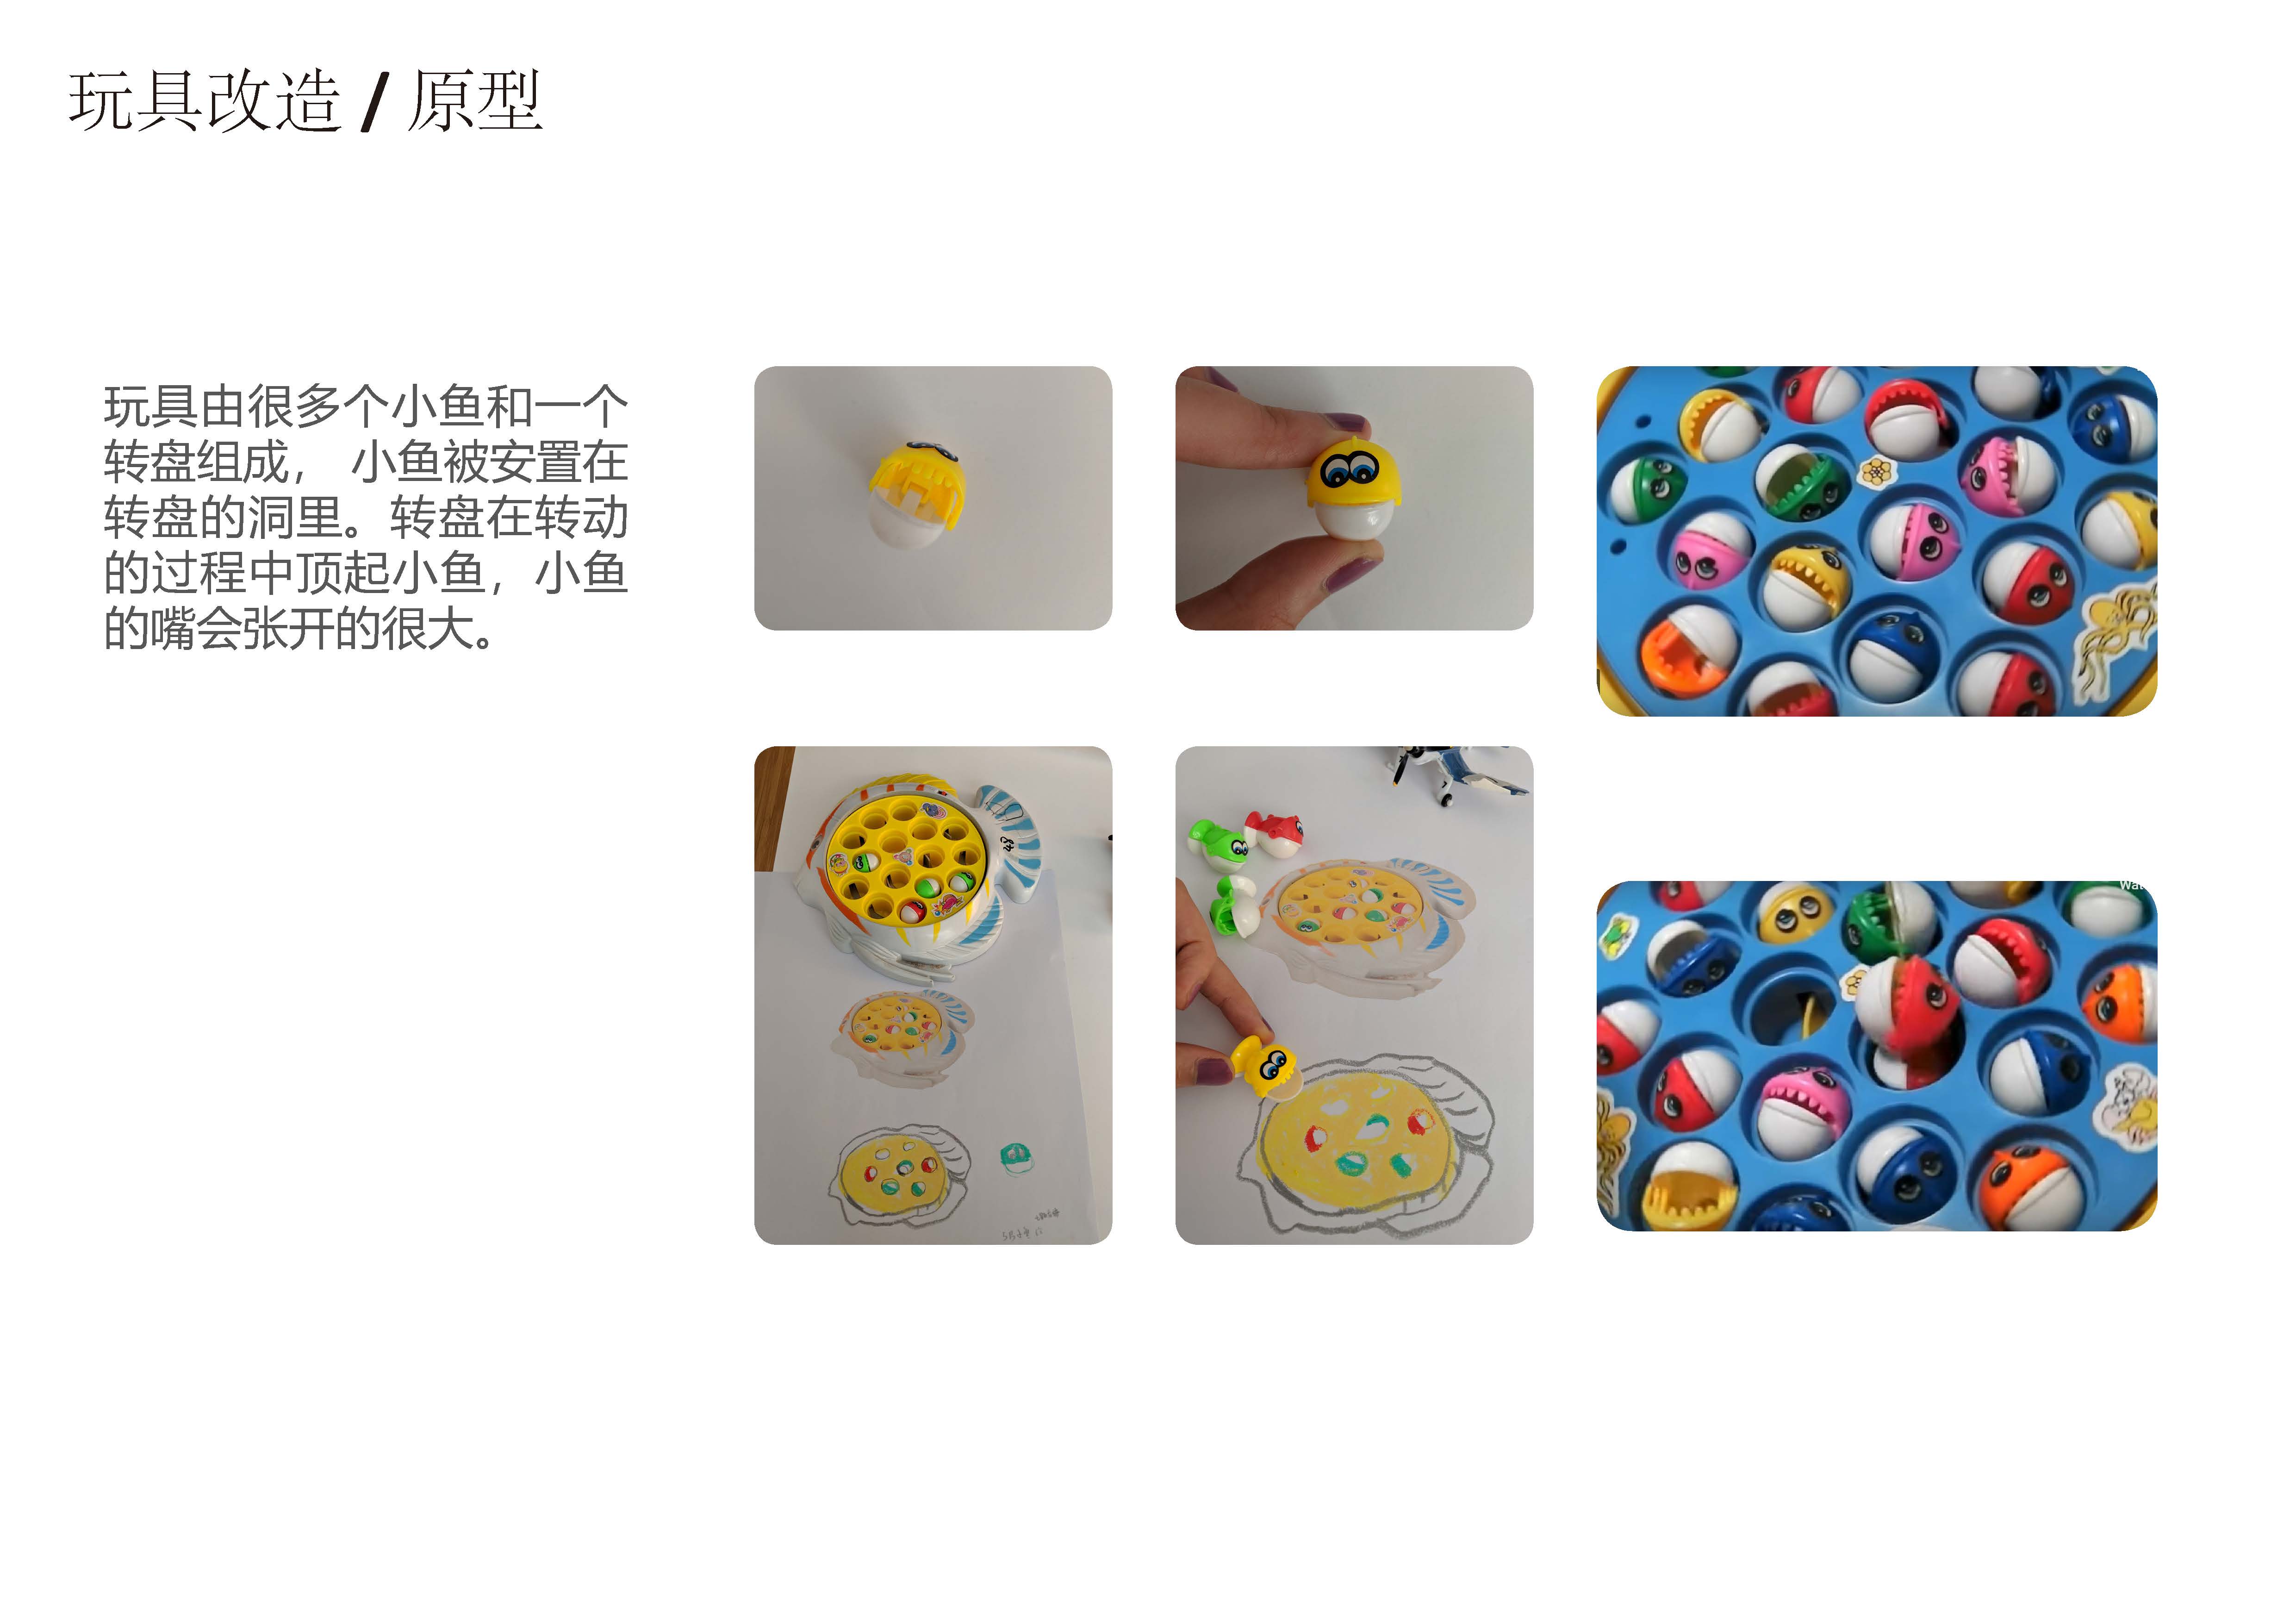 玩具改造 / 原型
玩具由很多个小鱼和一个
转盘组成， 小鱼被安置在
转盘的洞里。转盘在转动
的过程中顶起小鱼，小鱼
的嘴会张开的很大。